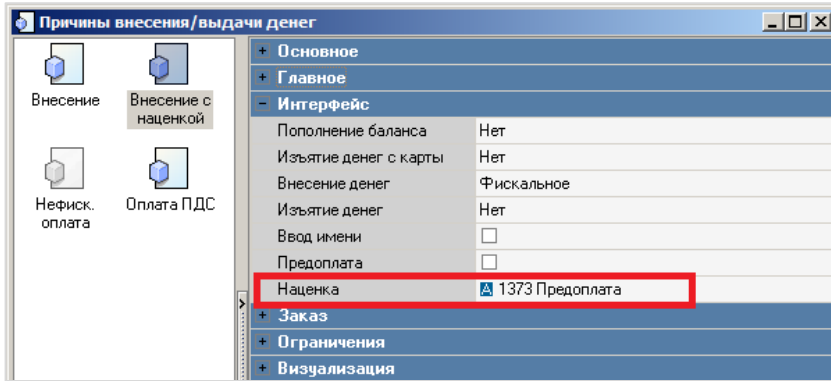 Причины внесения/выдачи денег
Внесение
Внесение с
наценкой
Нефиск.
оплата
Оплата ПДС
+ Основное
+ Главное
− Интерфейс
Пополнение баланса Нет
Изъятие денег с карты Нет
Внесение денег Фискальное
Изъятие денег Нет
Ввод имени
Предоплата
Наценка A 1373 Предоплата
+ Заказ
+ Ограничения
+ Визуализация